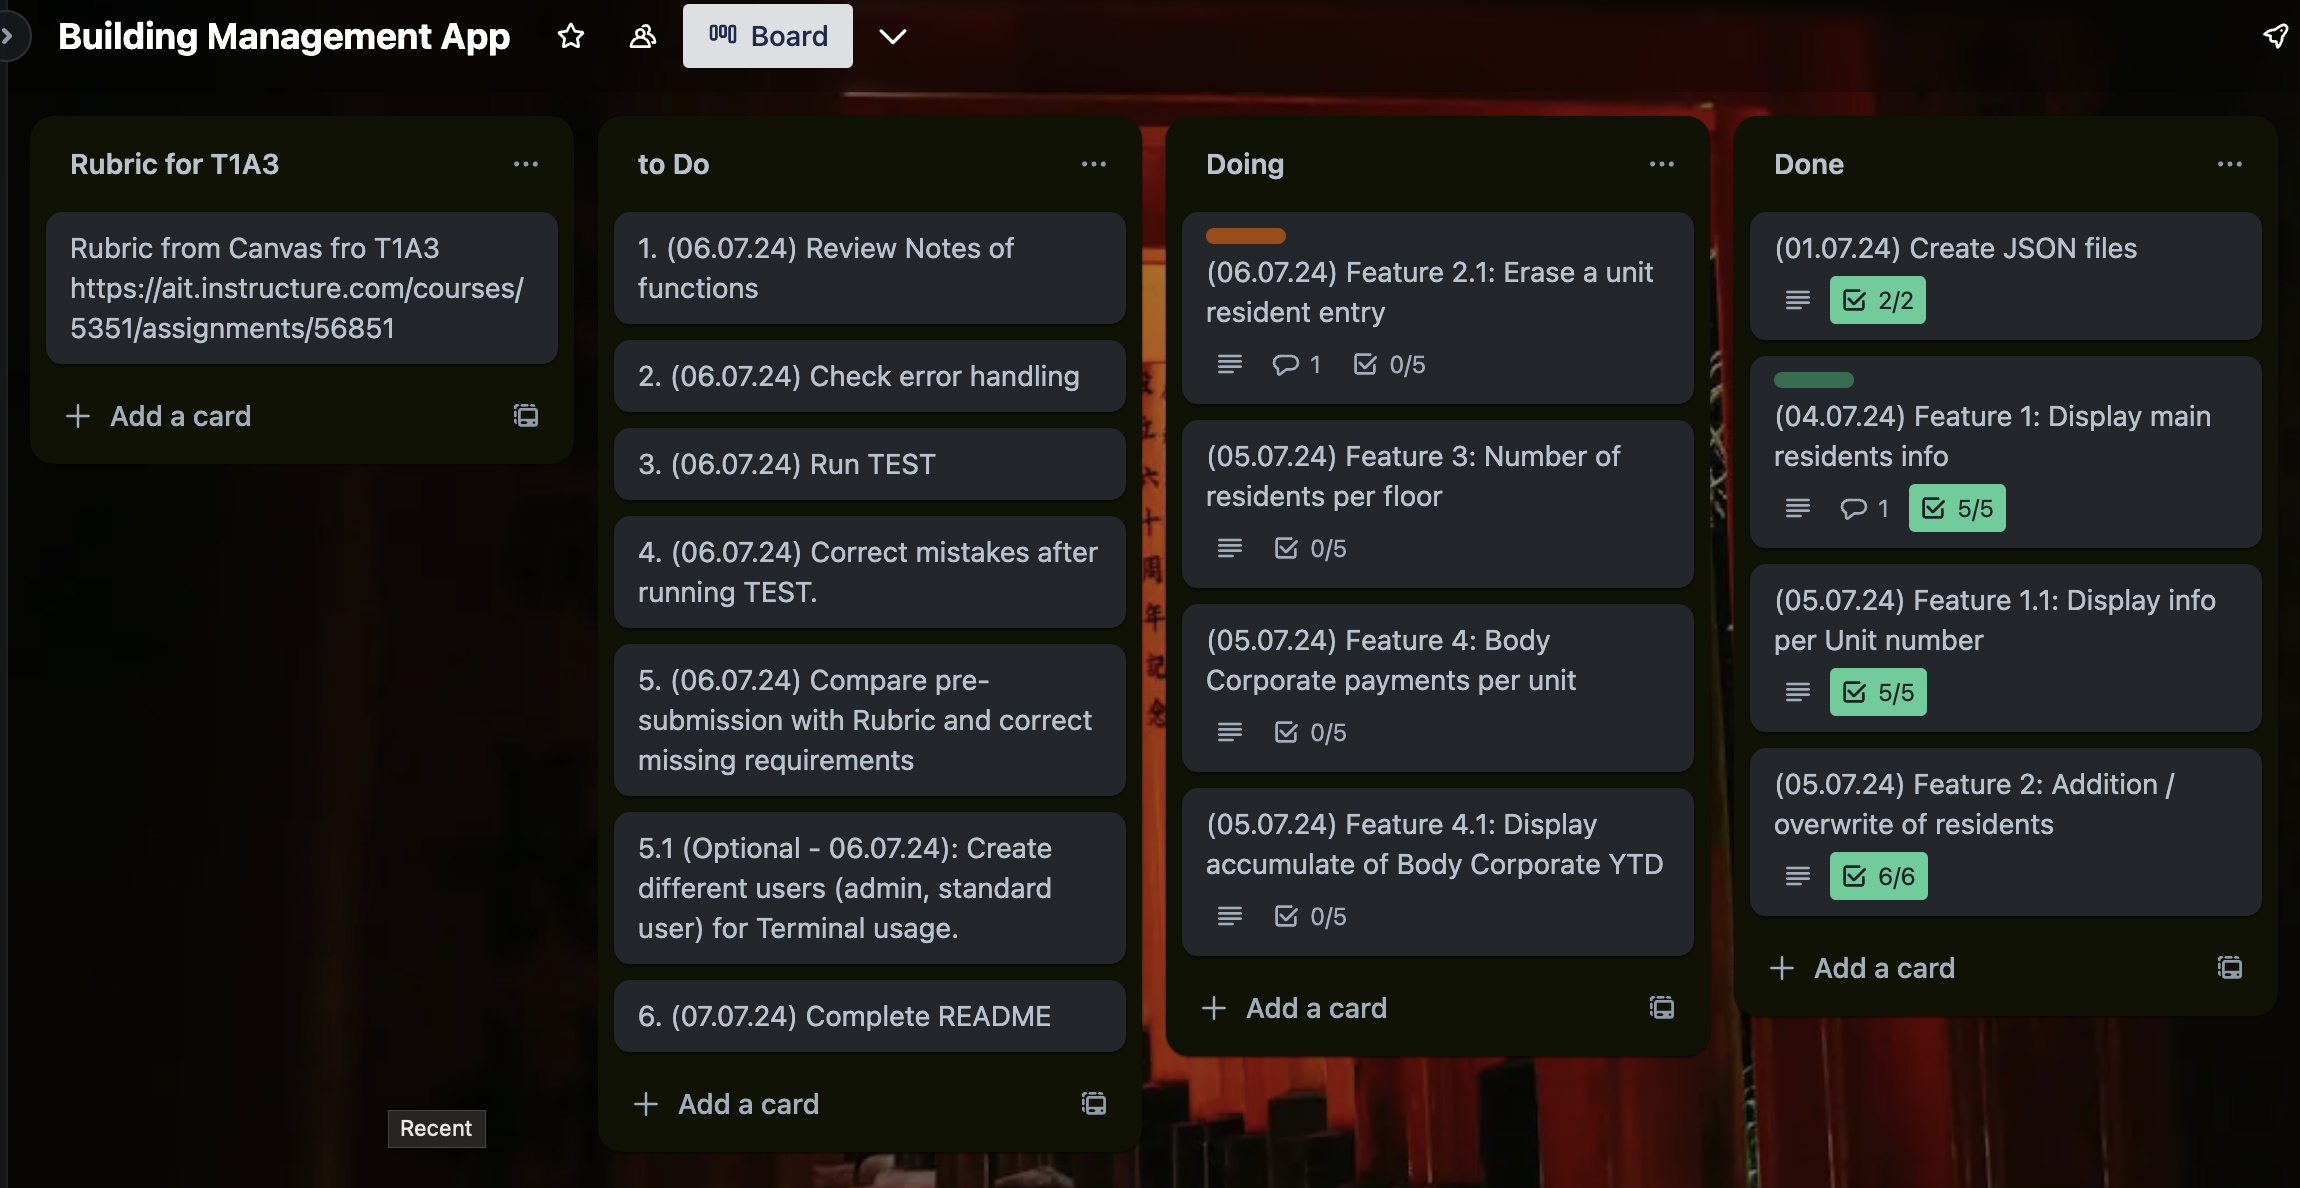 Building Management App
Board
Rubric for T1A3
Rubric from Canvas fro T1A3
https://ait.instructure.com/courses/
5351/assignments/56851
Add a card
to Do
1. (06.07.24) Review Notes of
functions
2. (06.07.24) Check error handling
3. (06.07.24) Run TEST
4. (06.07.24) Correct mistakes after
running TEST.
5. (06.07.24) Compare pre-
submission with Rubric and correct
missing requirements
5.1 (Optional - 06.07.24): Create
different users (admin, standard
user) for Terminal usage.
6. (07.07.24) Complete README
Add a card
Doing
(06.07.24) Feature 2.1: Erase a unit
resident entry
1 0/5
(05.07.24) Feature 3: Number of
residents per floor
0/5
(05.07.24) Feature 4: Body
Corporate payments per unit
0/5
(05.07.24) Feature 4.1: Display
accumulate of Body Corporate YTD
0/5
Add a card
Done
(01.07.24) Create JSON files
2/2
(04.07.24) Feature 1: Display main
residents info
1 5/5
(05.07.24) Feature 1.1: Display info
per Unit number
5/5
(05.07.24) Feature 2: Addition /
overwrite of residents
6/6
Add a card
Recent